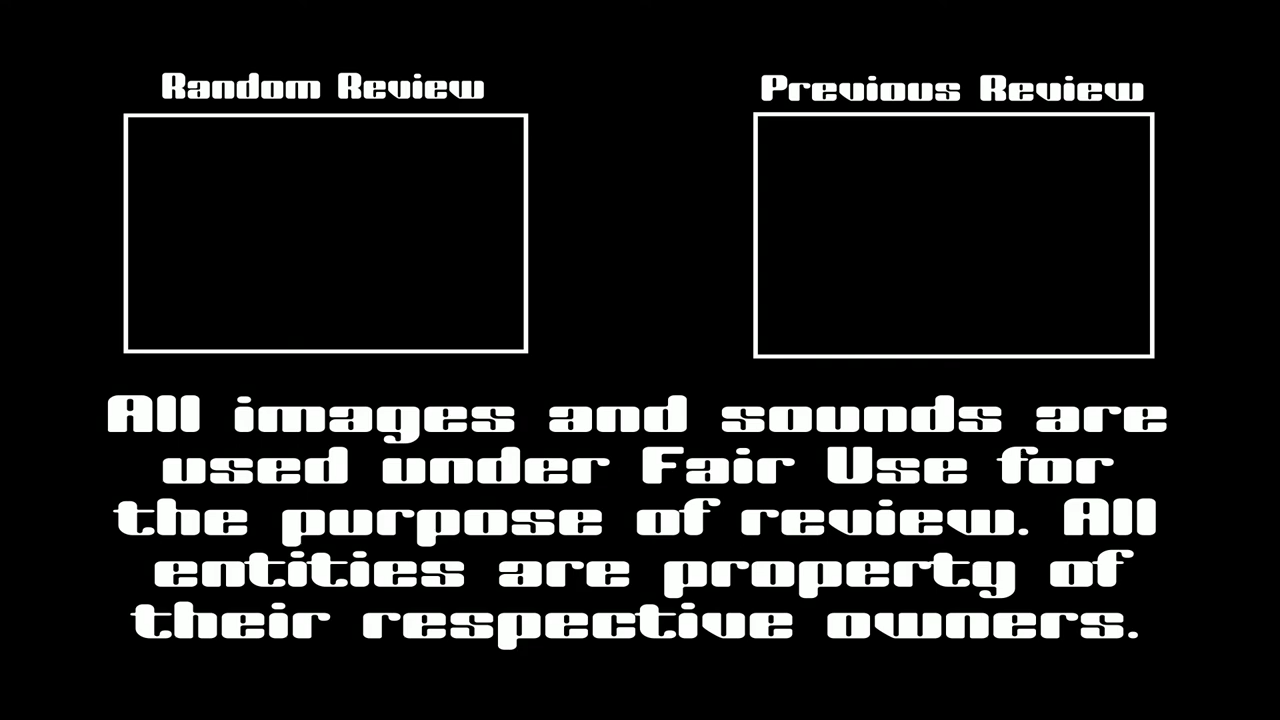 Random Review
Previous Review
All images and sounds are
used under Fair Use for
the purpose of review. All
entities are property of
their respective owners.